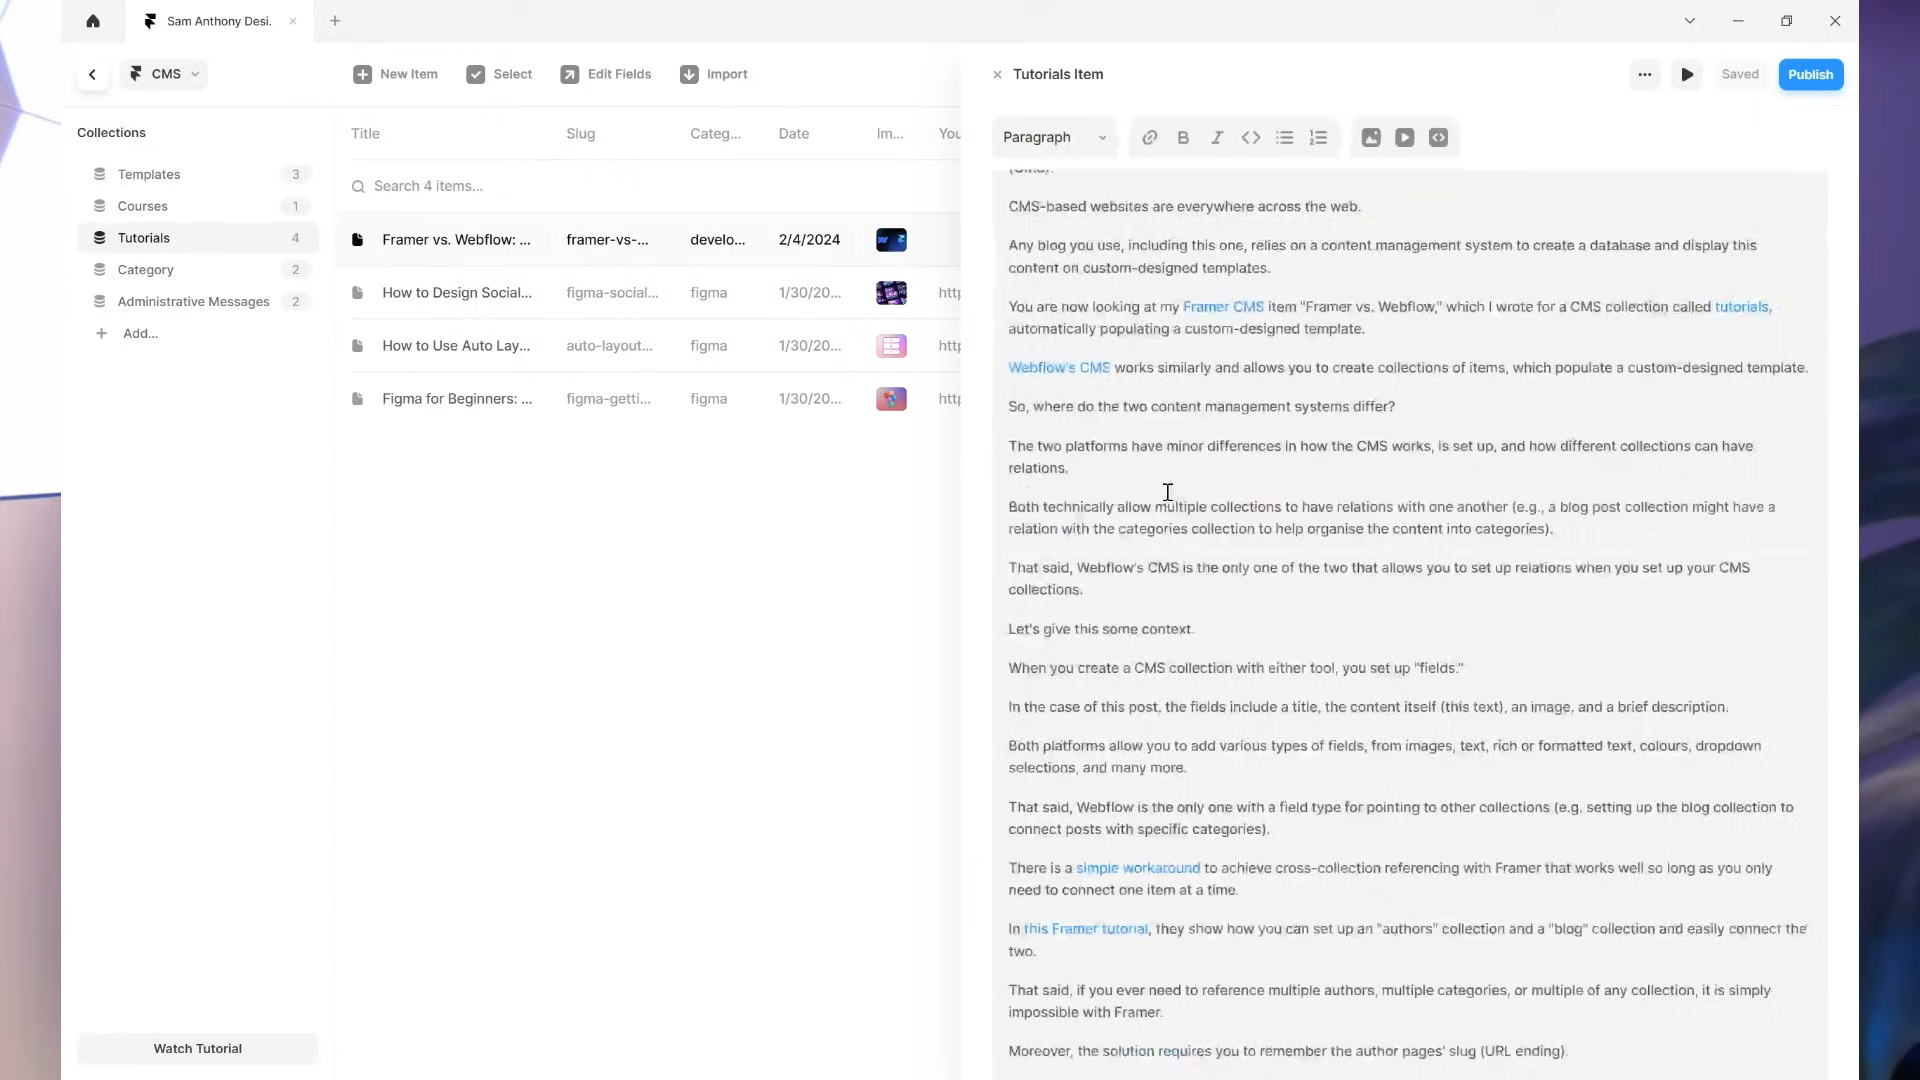 Sam Anthony Desi.
CMS
New Item
Select
Edit Fields
Import
Tutorials Item
Saved
Publish
Collections
Templates 3
Courses 1
Tutorials 4
Category 2
Administrative Messages 2
Add...
Watch Tutorial
Title Slug Categ... Date Im... You
Search 4 items...
Framer vs. Webflow: ... framer-vs-... develo... 2/4/2024
How to Design Social... figma-social... figma 1/30/20... http
How to Use Auto Lay... auto-layout... figma 1/30/20... http
Figma for Beginners: ... figma-getti... figma 1/30/20... http
Paragraph
CMS-based websites are everywhere across the web.
Any blog you use, including this one, relies on a content management system to create a database and display this
content on custom-designed templates.
You are now looking at my Framer CMS item "Framer vs. Webflow," which I wrote for a CMS collection called tutorials,
automatically populating a custom-designed template.
Webflow's CMS works similarly and allows you to create collections of items, which populate a custom-designed template.
So, where do the two content management systems differ?
The two platforms have minor differences in how the CMS works, is set up, and how different collections can have
relations.
Both technically allow multiple collections to have relations with one another (e.g., a blog post collection might have a
relation with the categories collection to help organise the content into categories).
That said, Webflow's CMS is the only one of the two that allows you to set up relations when you set up your CMS
collections.
Let's give this some context.
When you create a CMS collection with either tool, you set up "fields."
In the case of this post, the fields include a title, the content itself (this text), an image, and a brief description.
Both platforms allow you to add various types of fields, from images, text, rich or formatted text, colours, dropdown
selections, and many more.
That said, Webflow is the only one with a field type for pointing to other collections (e.g. setting up the blog collection to
connect posts with specific categories).
There is a simple workaround to achieve cross-collection referencing with Framer that works well so long as you only
need to connect one item at a time.
In this Framer tutorial, they show how you can set up an "authors" collection and a "blog" collection and easily connect the
two.
That said, if you ever need to reference multiple authors, multiple categories, or multiple of any collection, it is simply
impossible with Framer.
Moreover, the solution requires you to remember the author pages' slug (URL ending).